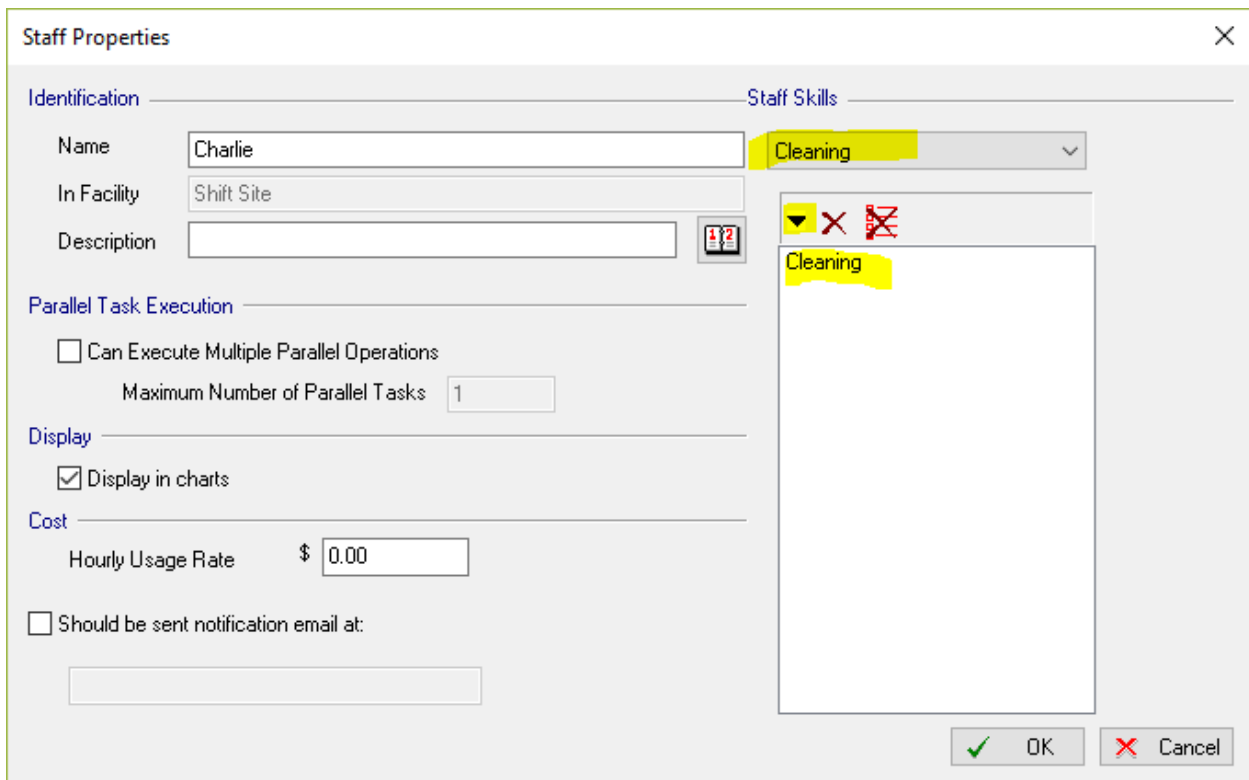 Staff Properties
Identification
Name
Charlie
In Facility
Shift Site
Description
1 2
Parallel Task Execution
Can Execute Multiple Parallel Operations
Maximum Number of Parallel Tasks
1
Display
Display in charts
Cost
Hourly Usage Rate
$
0.00
Should be sent notification email at:
Staff Skills
Cleaning
Cleaning
OK
Cancel